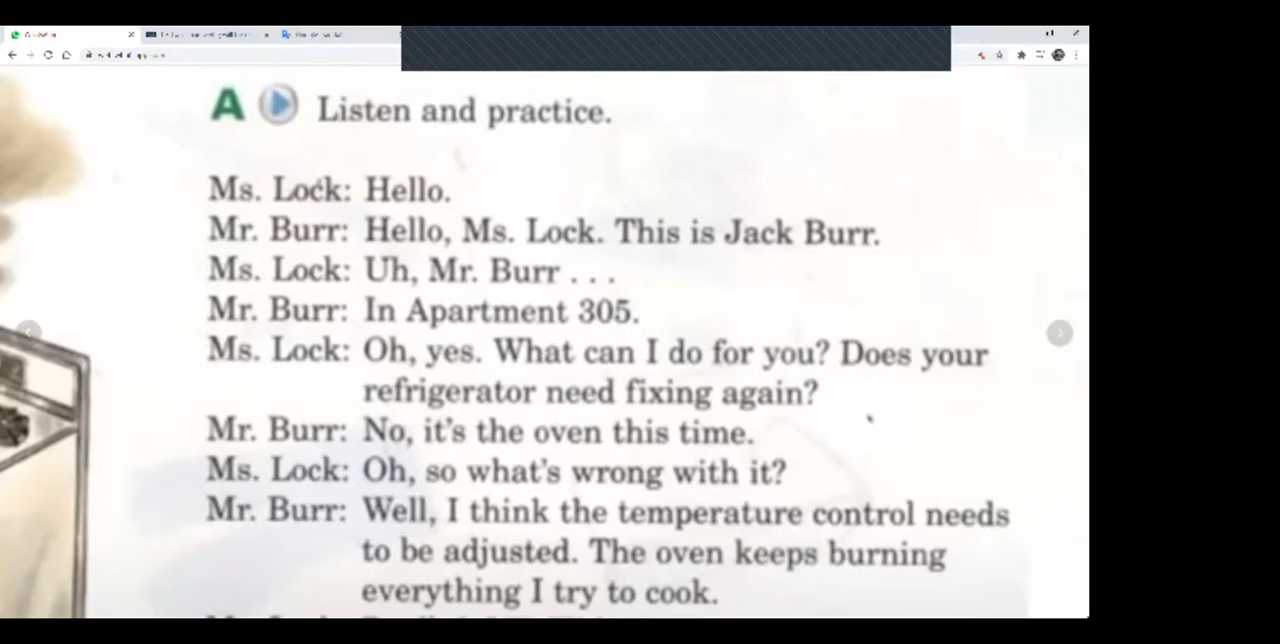 A Listen and practice.
Ms. Lock: Hello.
Mr. Burr: Hello, Ms. Lock. This is Jack Burr.
Ms. Lock: Uh, Mr. Burr . . .
Mr. Burr: In Apartment 305.
Ms. Lock: Oh, yes. What can I do for you? Does your
refrigerator need fixing again?
Mr. Burr: No, it's the oven this time.
Ms. Lock: Oh, so what's wrong with it?
Mr. Burr: Well, I think the temperature control needs
to be adjusted. The oven keeps burning
everything I try to cook.